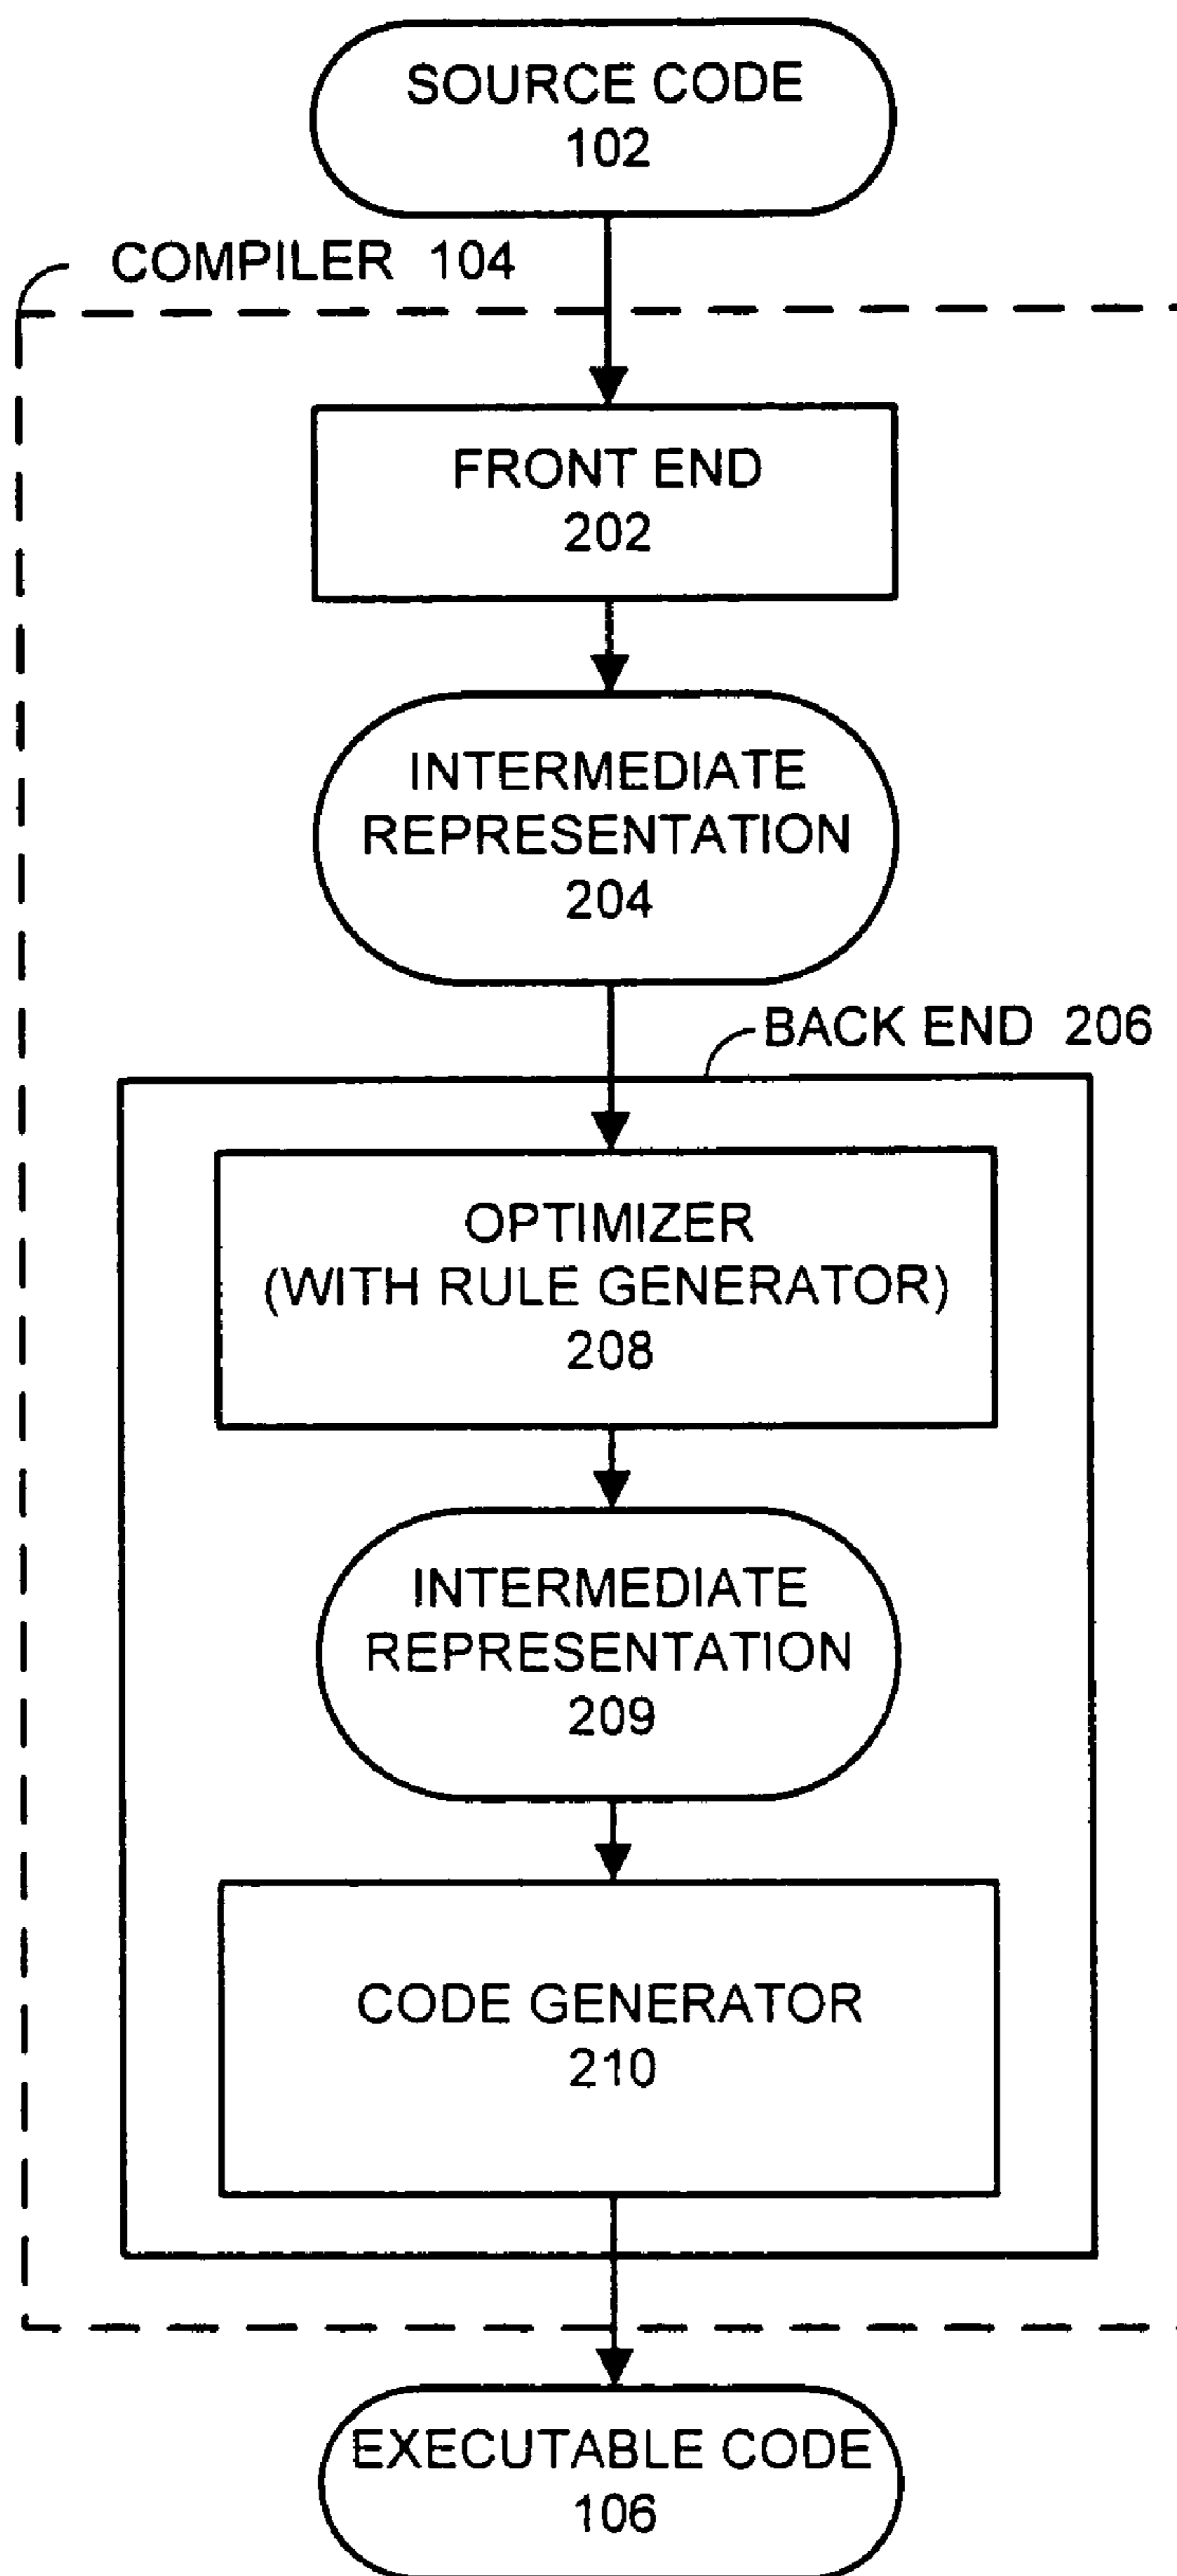 SOURCE CODE
102
COMPILER 104
FRONT END
202
INTERMEDIATE
REPRESENTATION
204
BACK END 206
OPTIMIZER
(WITH RULE GENERATOR)
208
INTERMEDIATE
REPRESENTATION
209
CODE GENERATOR
210
EXECUTABLE CODE
106